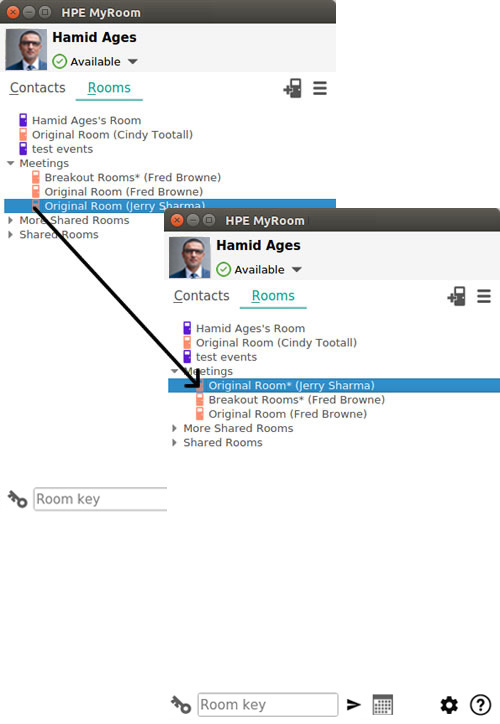 HPE MyRoom
Hamid Ages
Available
Contacts Rooms
Hamid Ages's Room
Original Room (Cindy Tootall)
test events
Meetings
Breakout Rooms* (Fred Browne)
Original Room (Fred Browne)
Original Room (Jerry Sharma)
More Shared Rooms
Shared Rooms
Room key
HPE MyRoom
Hamid Ages
Available
Contacts Rooms
Hamid Ages's Room
Original Room (Cindy Tootall)
test events
Meetings
Original Room* (Jerry Sharma)
Breakout Rooms* (Fred Browne)
Original Room (Fred Browne)
More Shared Rooms
Shared Rooms
Room key